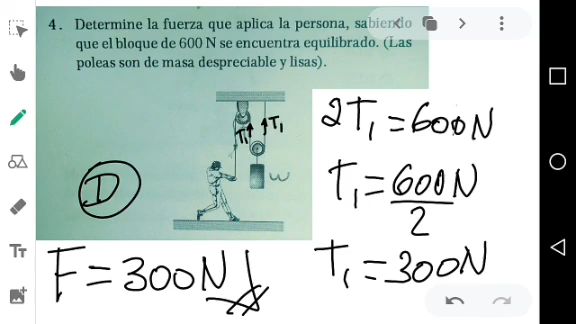 4. Determine la fuerza que aplica la persona, sabiendo
que el bloque de 600 N se encuentra equilibrado. (Las
poleas son de masa despreciable y lisas).
T₁ T₁
W
D
2T₁ = 600N
T₁ = 600N
2
T₁ = 300N
F = 300N
Tт